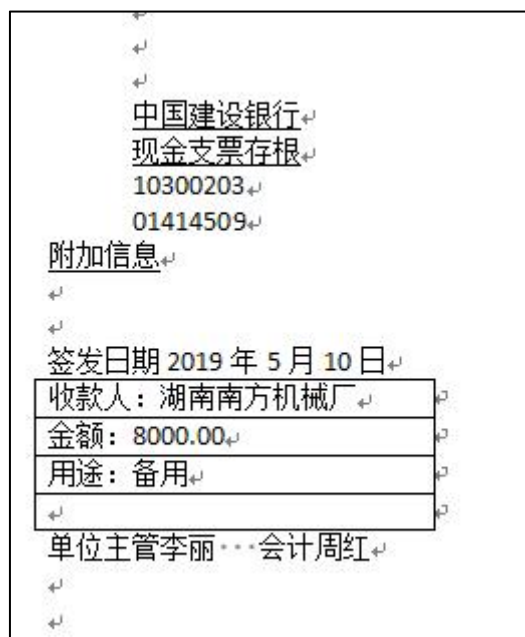 中国建设银行
现金支票存根
10300203
01414509
附加信息
签发日期 2019 年 5 月 10 日
收款人：湖南南方机械厂
金额：8000.00
用途：备用
单位主管李丽···会计周红